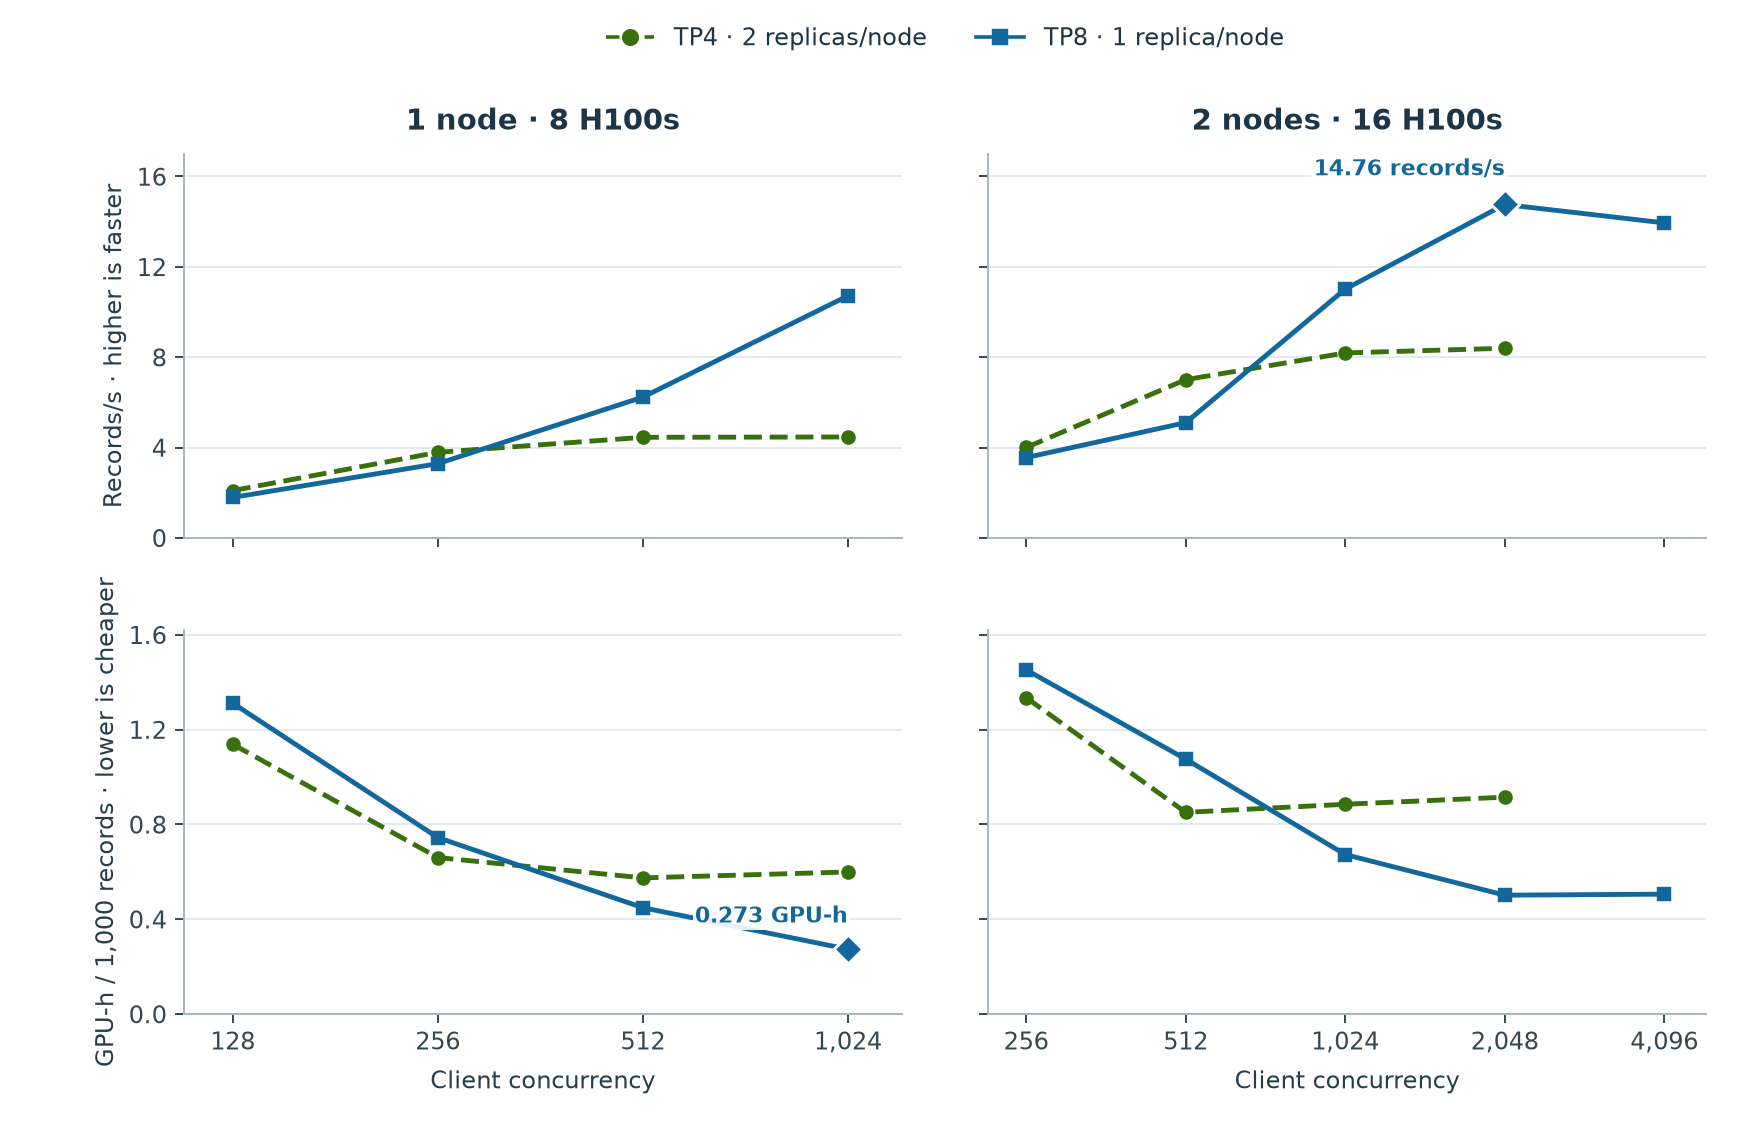 TP4 · 2 replicas/node
TP8 · 1 replica/node
1 node · 8 H100s
2 nodes · 16 H100s
Records/s · higher is faster
16
12
8
4
0
14.76 records/s
GPU-h / 1,000 records · lower is cheaper
1.6
1.2
0.8
0.4
0.0
0.273 GPU-h
128 256 512 1,024
Client concurrency
256 512 1,024 2,048 4,096
Client concurrency